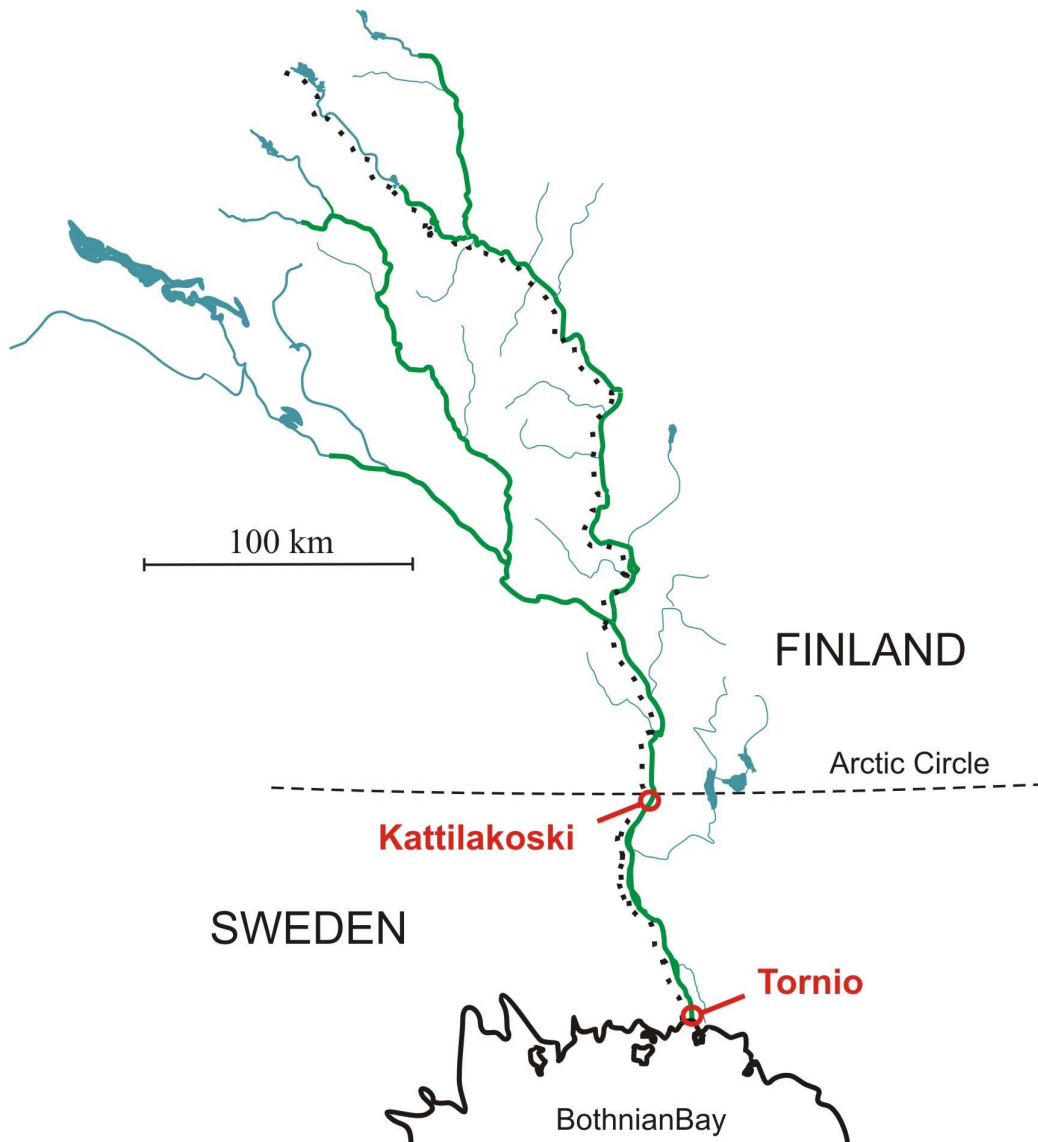 100 km
FINLAND
Arctic Circle
Kattilakoski
SWEDEN
Tornio
BothnianBay